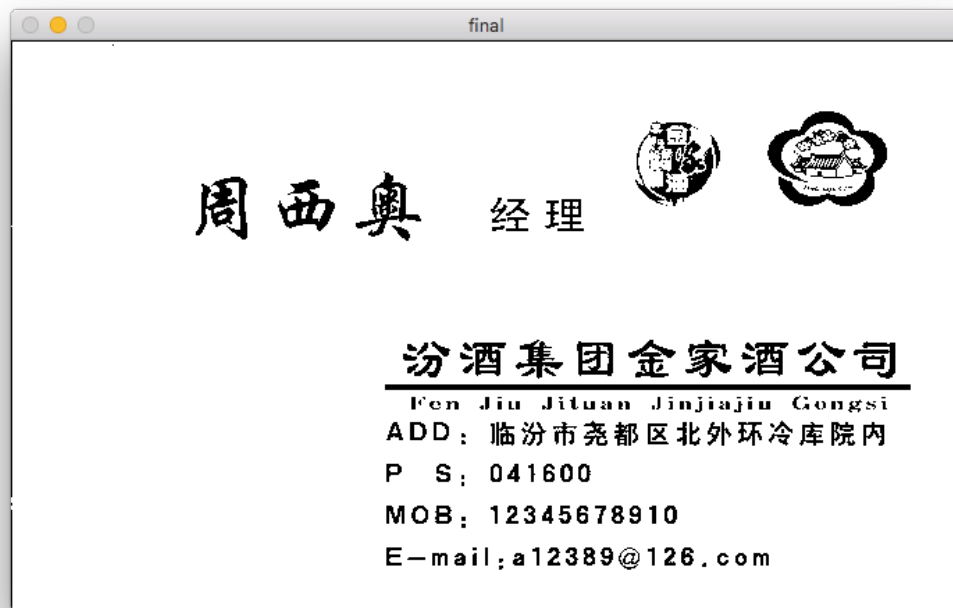 final
周西奥 经理
汾酒集团金家酒公司
Fen Jiu Jituan Jinjiajiu Gongsi
ADD：临汾市尧都区北外环冷库院内
P S：041600
MOB：12345678910
E-mail:a12389@126.com